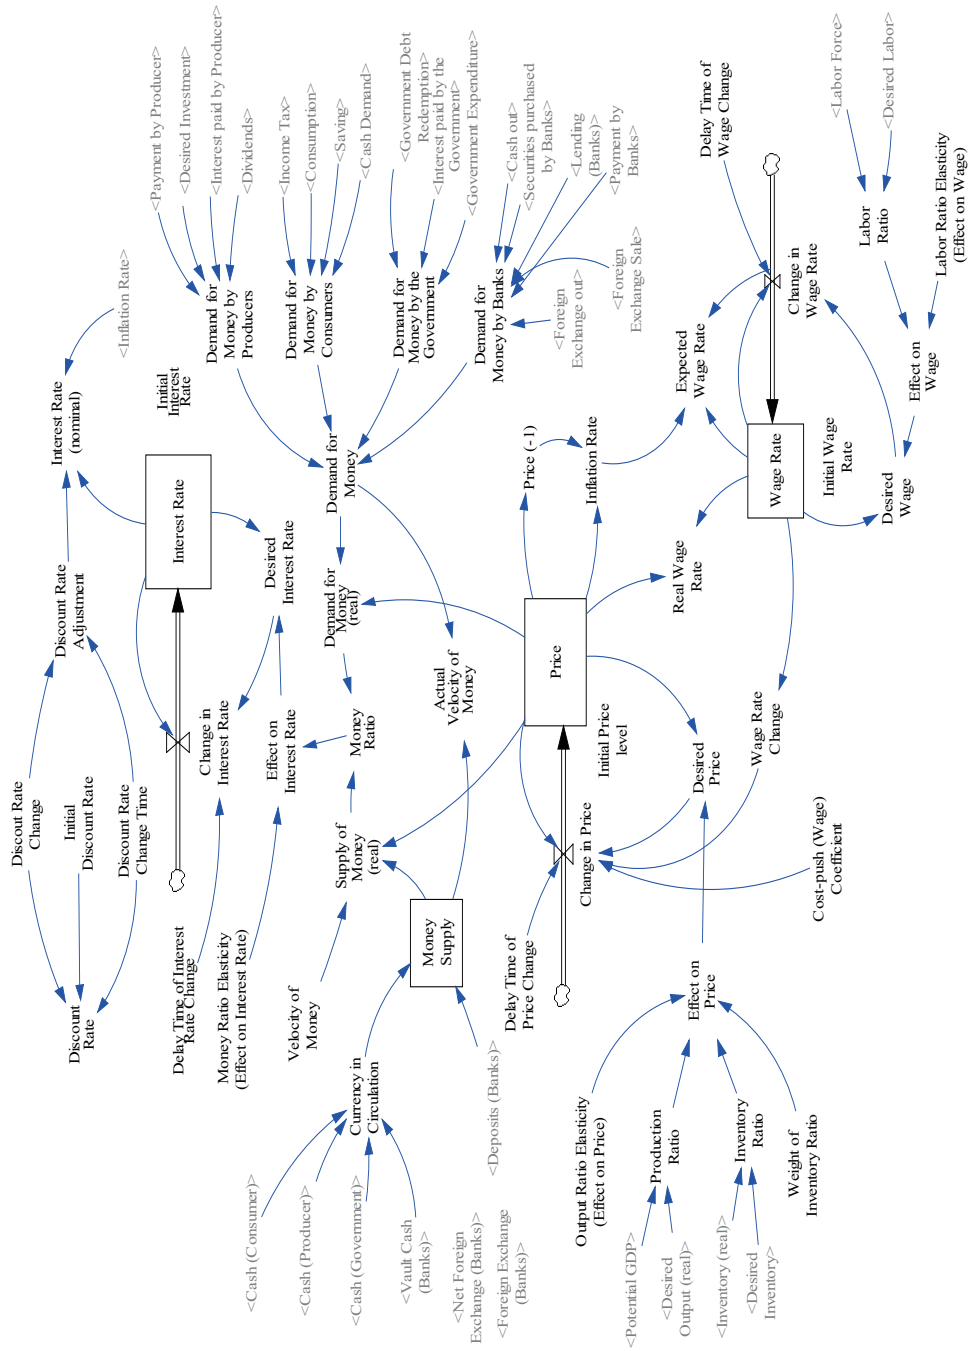 Discout Rate
Change
Initial
Discount Rate
Discount Rate
Change Time
Discount
Rate
Discount Rate
Adjustment
Interest Rate
(nominal)
<Inflation Rate>
Initial
Interest
Rate
Interest Rate
Change in
Interest Rate
Desired
Interest Rate
Effect on
Interest Rate
Delay Time of Interest
Rate Change
Money Ratio Elasticity
(Effect on Interest Rate)
<Payment by Producer>
<Desired Investment>
<Interest paid by Producer>
<Dividends>
Demand for
Money by
Producers
<Income Tax>
<Consumption>
<Saving>
<Cash Demand>
Demand for
Money by
Consumers
<Government Debt
Redemption>
<Interest paid by the
Government>
<Government Expenditure>
Demand for
Money by the
Government
<Cash out>
<Securities purchased
by Banks>
<Lending
(Banks)>
<Payment by
Banks>
Demand for
Money by Banks
<Foreign
Exchange out>
<Foreign
Exchange Sale>
Demand for
Money
Demand for
Money
(real)
Money
Ratio
Supply of
Money
(real)
Velocity of
Money
Actual
Velocity of
Money
Money
Supply
Currency in
Circulation
<Cash (Consumer)>
<Cash (Producer)>
<Cash (Government)>
<Vault Cash
(Banks)>
<Deposits (Banks)>
<Net Foreign
Exchange (Banks)>
<Foreign Exchange
(Banks)>
Price (-1)
Inflation Rate
Price
Initial Price
level
Change in Price
Delay Time of
Price Change
Desired
Price
Real Wage
Rate
Wage Rate
Change
Cost-push (Wage)
Coefficient
Effect on
Price
Output Ratio Elasticity
(Effect on Price)
Production
Ratio
Inventory
Ratio
Weight of
Inventory Ratio
<Potential GDP>
<Desired
Output (real)>
<Inventory (real)>
<Desired
Inventory>
Delay Time of
Wage Change
Change in
Wage Rate
Expected
Wage Rate
Wage Rate
Initial Wage
Rate
Desired
Wage
Effect on
Wage
Labor
Ratio
<Labor Force>
<Desired Labor>
Labor Ratio Elasticity
(Effect on Wage)